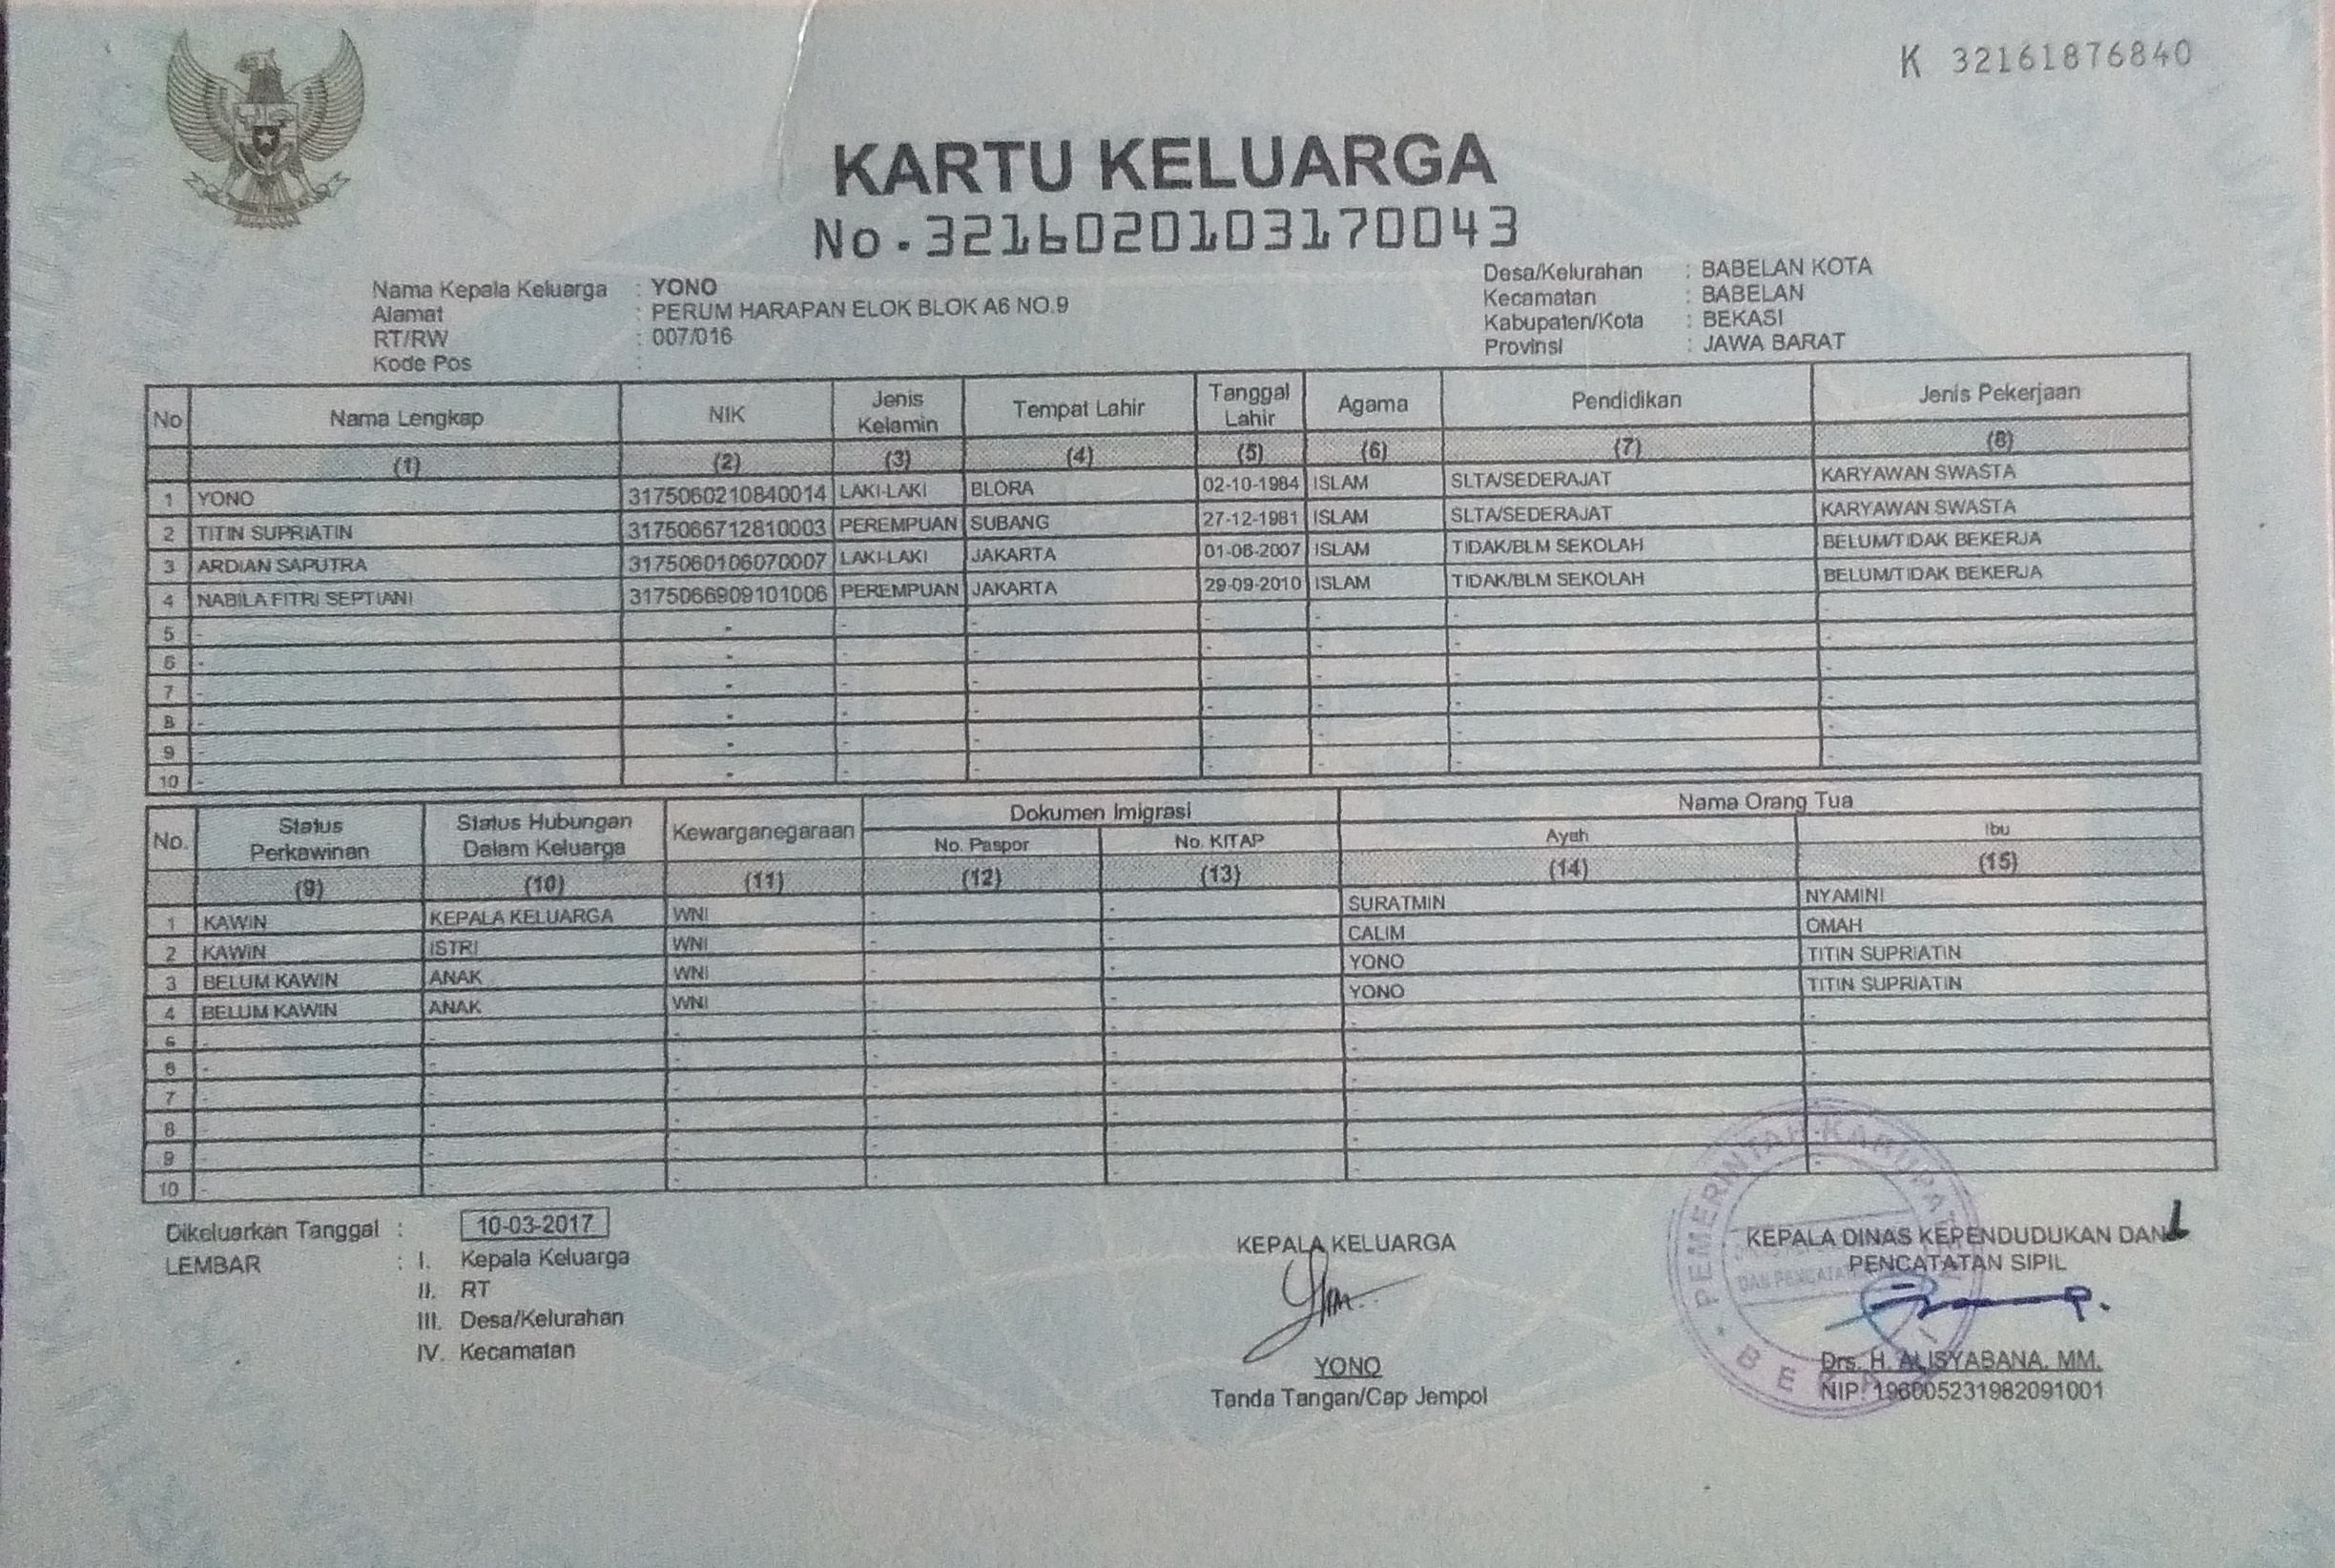 K 32161876840
KARTU KELUARGA
No.3216020103170043
Nama Kepala Keluarga : YONO
Alamat : PERUM HARAPAN ELOK BLOK A6 NO.9
RT/RW : 007/016
Kode Pos :
Desa/Kelurahan : BABELAN KOTA
Kecamatan : BABELAN
Kabupaten/Kota : BEKASI
Provinsi : JAWA BARAT
No Nama Lengkap NIK Jenis Kelamin Tempat Lahir Tanggal Lahir Agama Pendidikan Jenis Pekerjaan
(1) (2) (3) (4) (5) (6) (7) (8)
1 YONO 3175060210840014 LAKI-LAKI BLORA 02-10-1984 ISLAM SLTA/SEDERAJAT KARYAWAN SWASTA
2 TITIN SUPRIATIN 3175066712810003 PEREMPUAN SUBANG 27-12-1981 ISLAM SLTA/SEDERAJAT KARYAWAN SWASTA
3 ARDIAN SAPUTRA 3175060106070007 LAKI-LAKI JAKARTA 01-06-2007 ISLAM TIDAK/BLM SEKOLAH BELUM/TIDAK BEKERJA
4 NABILA FITRI SEPTIANI 3175066909101006 PEREMPUAN JAKARTA 29-09-2010 ISLAM TIDAK/BLM SEKOLAH BELUM/TIDAK BEKERJA
5 - - - - - - - -
6 - - - - - - - -
7 - - - - - - - -
8 - - - - - - - -
9 - - - - - - - -
10 - - - - - - - -
No. Status Perkawinan Status Hubungan Dalam Keluarga Kewarganegaraan Dokumen Imigrasi Nama Orang Tua
No. Paspor No. KITAP Ayah Ibu
(9) (10) (11) (12) (13) (14) (15)
1 KAWIN KEPALA KELUARGA WNI - - SURATMIN NYAMINI
2 KAWIN ISTRI WNI - - CALIM OMAH
3 BELUM KAWIN ANAK WNI - - YONO TITIN SUPRIATIN
4 BELUM KAWIN ANAK WNI - - YONO TITIN SUPRIATIN
5 - - - - - - -
6 - - - - - - -
7 - - - - - - -
8 - - - - - - -
9 - - - - - - -
10 - - - - - - -
Dikeluarkan Tanggal : 10-03-2017
LEMBAR : I. Kepala Keluarga
II. RT
III. Desa/Kelurahan
IV. Kecamatan
KEPALA KELUARGA
YONO
Tanda Tangan/Cap Jempol
KEPALA DINAS KEPENDUDUKAN DAN
PENCATATAN SIPIL
Drs. H. ALISYABANA, MM.
NIP. 196005231982091001
PEMERINTAH